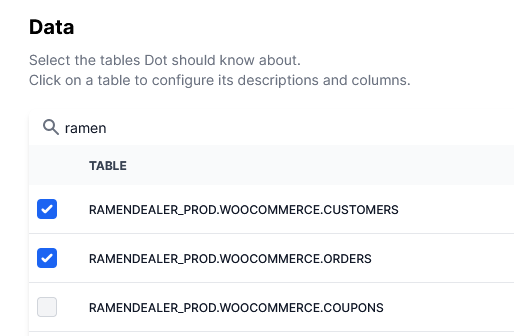 Data
Select the tables Dot should know about.
Click on a table to configure its descriptions and columns.
ramen
TABLE
RAMENDEALER_PROD.WOOCOMMERCE.CUSTOMERS
RAMENDEALER_PROD.WOOCOMMERCE.ORDERS
RAMENDEALER_PROD.WOOCOMMERCE.COUPONS